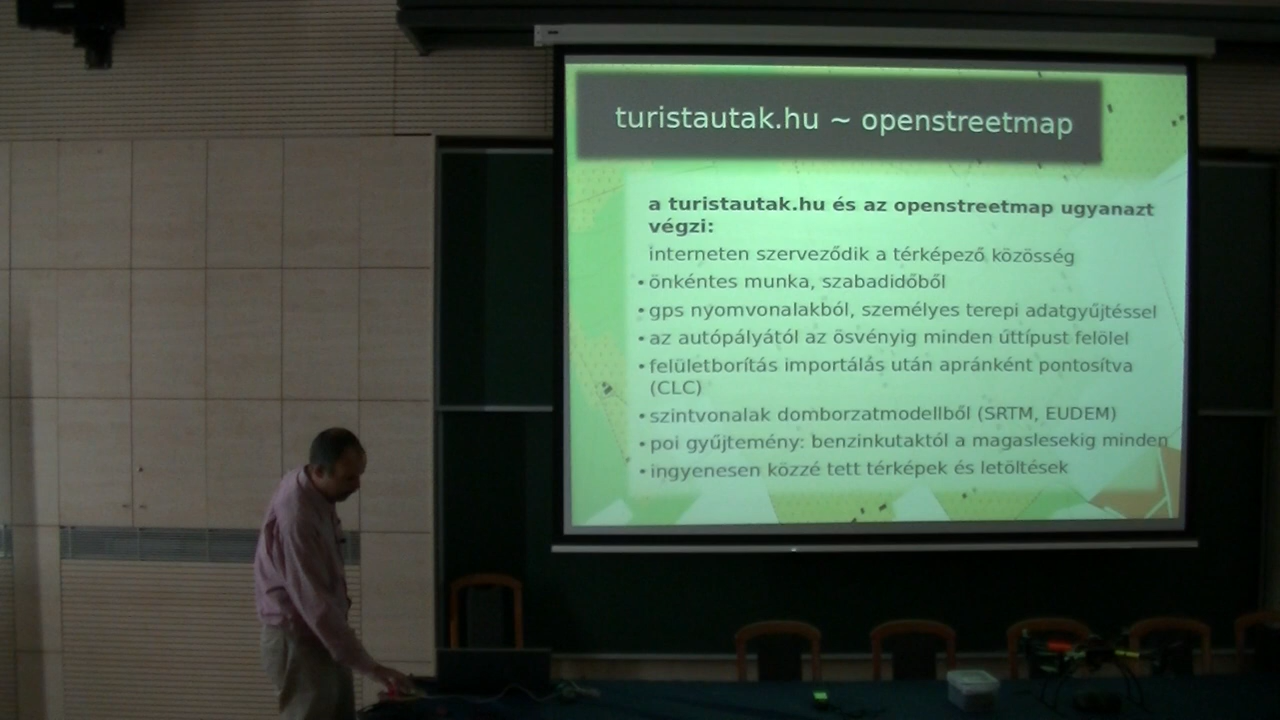 turistautak.hu ~ openstreetmap
a turistautak.hu és az openstreetmap ugyanazt
végzi:
interneten szerveződik a térképező közösség
• önkéntes munka, szabadidőből
• gps nyomvonalakból, személyes terepi adatgyűjtéssel
• az autópályától az ösvényig minden úttípust felölel
• felületborítás importálás után apránként pontosítva
(CLC)
• szintvonalak domborzatmodellből (SRTM, EUDEM)
• poi gyűjtemény: benzinkutaktól a magaslesekig minden
• ingyenesen közzé tett térképek és letöltések